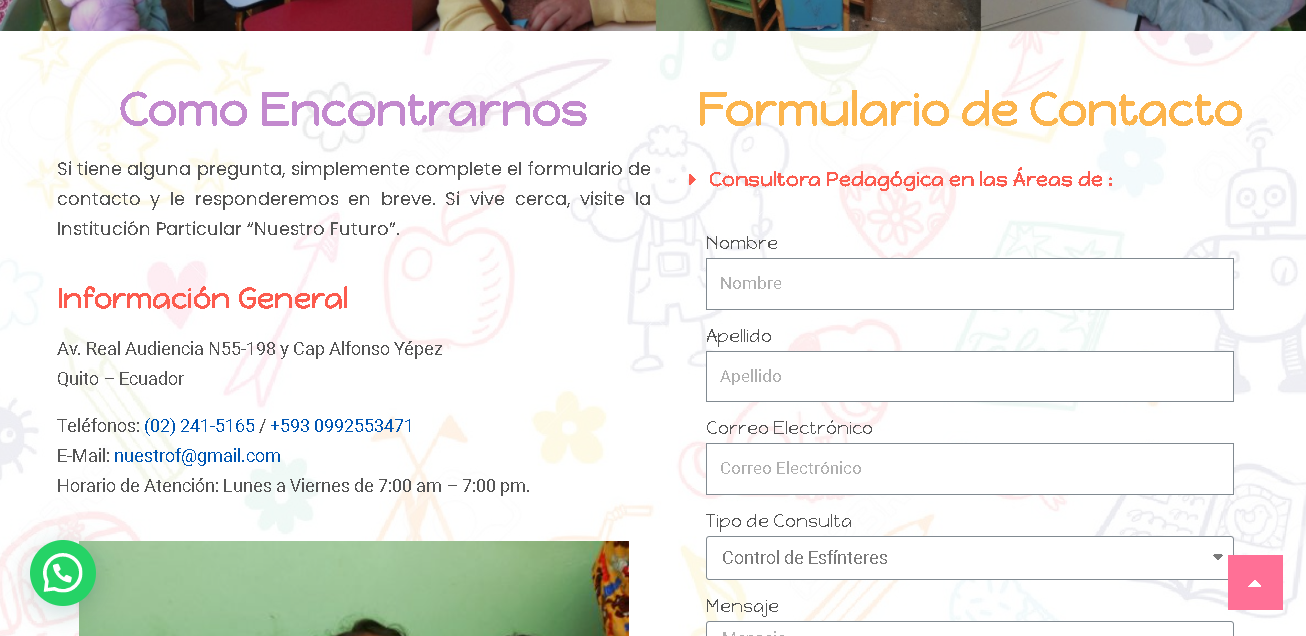 Como Encontrarnos
Si tiene alguna pregunta, simplemente complete el formulario de
contacto y le responderemos en breve. Si vive cerca, visite la
Institución Particular “Nuestro Futuro”.
Información General
Av. Real Audiencia N55-198 y Cap Alfonso Yépez
Quito – Ecuador
Teléfonos: (02) 241-5165 / +593 0992553471
E-Mail: nuestrof@gmail.com
Horario de Atención: Lunes a Viernes de 7:00 am – 7:00 pm.
Formulario de Contacto
Consultora Pedagógica en las Áreas de :
Nombre
Nombre
Apellido
Apellido
Correo Electrónico
Correo Electrónico
Tipo de Consulta
Control de Esfínteres
Mensaje
Mensaje